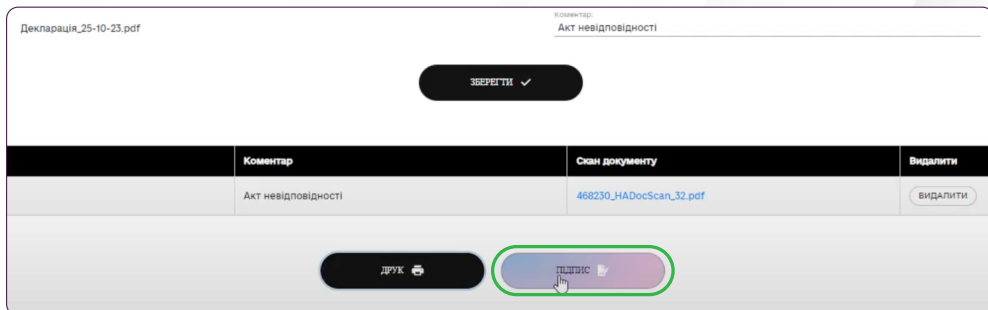 Коментар:
Декларація_25-10-23.pdf
Акт невідповідності
ЗБЕРЕГТИ
Коментар Скан документу Видалити
Акт невідповідності 468230_HADocScan_32.pdf ВИДАЛИТИ
ДРУК ПІДПИС